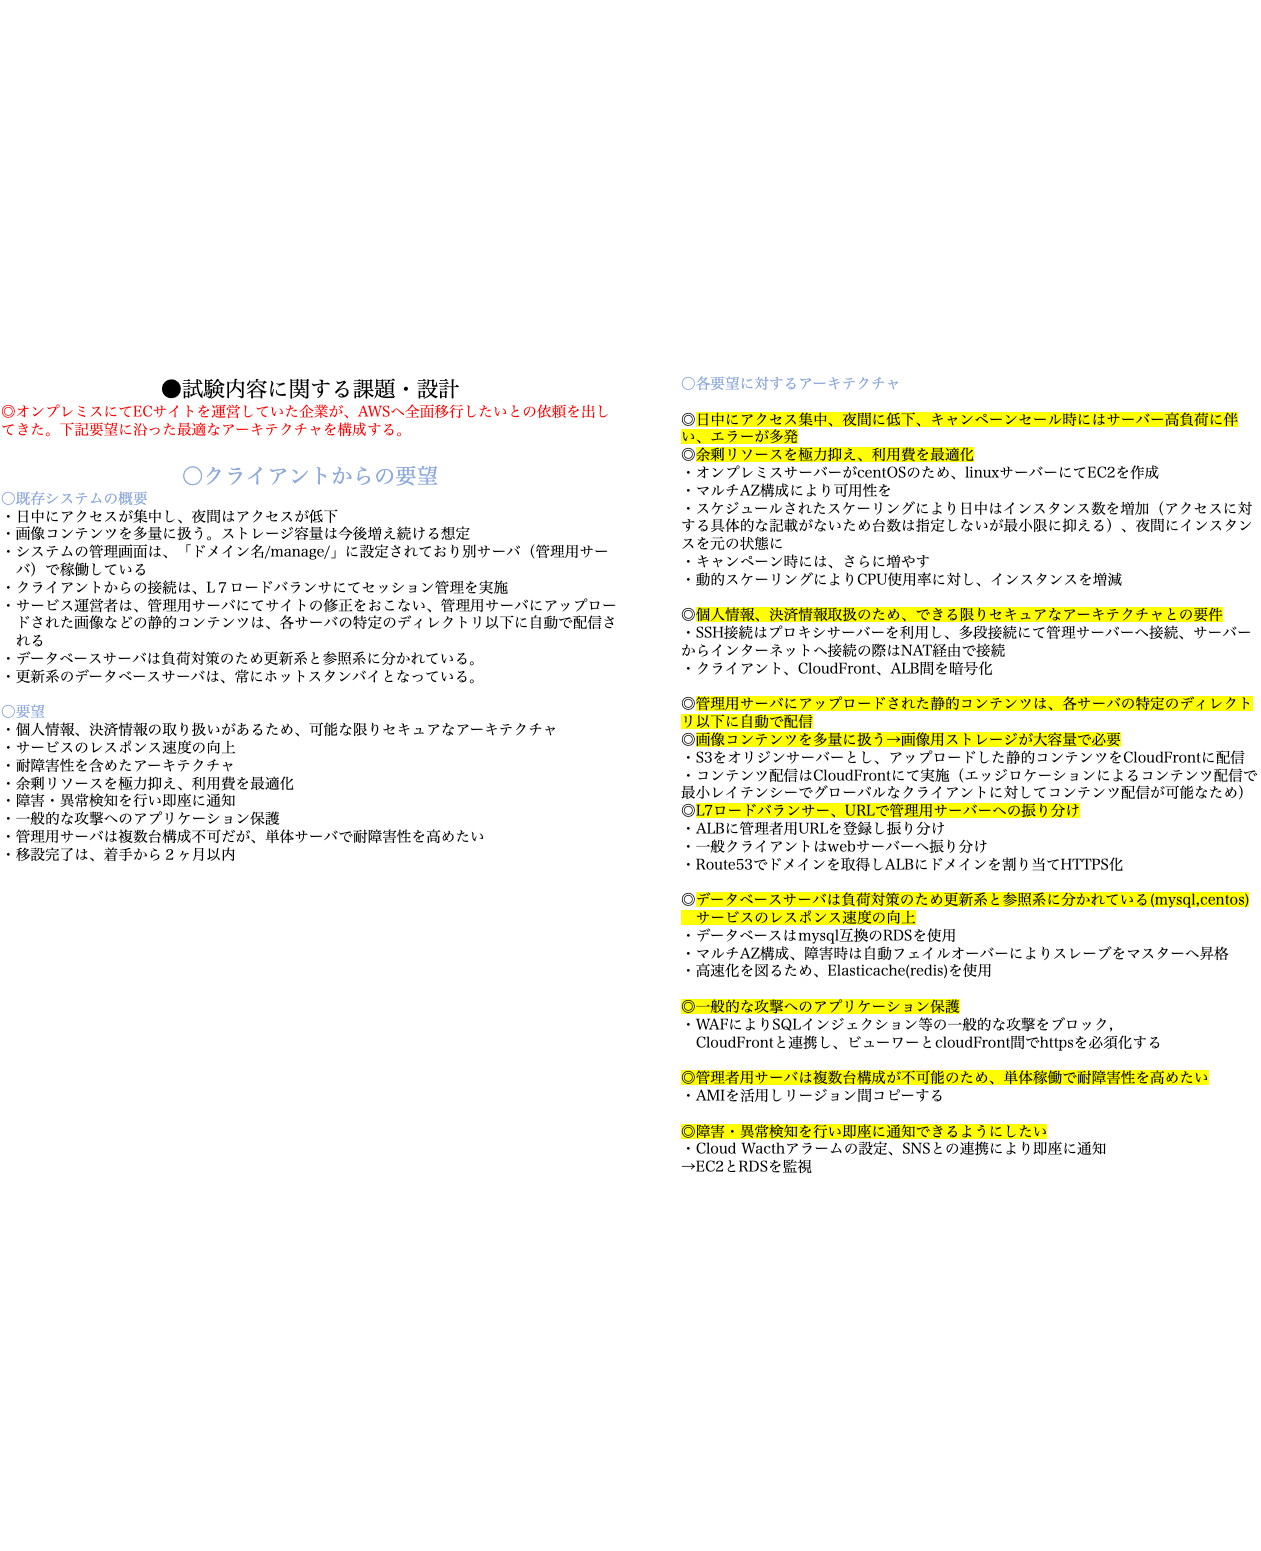 ●試験内容に関する課題・設計
◎オンプレミスにてECサイトを運営していた企業が、AWSへ全面移行したいとの依頼を出し
てきた。下記要望に沿った最適なアーキテクチャを構成する。
〇クライアントからの要望
〇既存システムの概要
・日中にアクセスが集中し、夜間はアクセスが低下
・画像コンテンツを多量に扱う。ストレージ容量は今後増え続ける想定
・システムの管理画面は、「ドメイン名/manage/」に設定されており別サーバ（管理用サー
バ）で稼働している
・クライアントからの接続は、L７ロードバランサにてセッション管理を実施
・サービス運営者は、管理用サーバにてサイトの修正をおこない、管理用サーバにアップロー
ドされた画像などの静的コンテンツは、各サーバの特定のディレクトリ以下に自動で配信さ
れる
・データベースサーバは負荷対策のため更新系と参照系に分かれている。
・更新系のデータベースサーバは、常にホットスタンバイとなっている。
〇要望
・個人情報、決済情報の取り扱いがあるため、可能な限りセキュアなアーキテクチャ
・サービスのレスポンス速度の向上
・耐障害性を含めたアーキテクチャ
・余剰リソースを極力抑え、利用費を最適化
・障害・異常検知を行い即座に通知
・一般的な攻撃へのアプリケーション保護
・管理用サーバは複数台構成不可だが、単体サーバで耐障害性を高めたい
・移設完了は、着手から２ヶ月以内
〇各要望に対するアーキテクチャ
◎日中にアクセス集中、夜間に低下、キャンペーンセール時にはサーバー高負荷に伴
い、エラーが多発
◎余剰リソースを極力抑え、利用費を最適化
・オンプレミスサーバーがcentOSのため、linuxサーバーにてEC2を作成
・マルチAZ構成により可用性を
・スケジュールされたスケーリングにより日中はインスタンス数を増加（アクセスに対
する具体的な記載がないため台数は指定しないが最小限に抑える）、夜間にインスタン
スを元の状態に
・キャンペーン時には、さらに増やす
・動的スケーリングによりCPU使用率に対し、インスタンスを増減
◎個人情報、決済情報取扱のため、できる限りセキュアなアーキテクチャとの要件
・SSH接続はプロキシサーバーを利用し、多段接続にて管理サーバーへ接続、サーバー
からインターネットへ接続の際はNAT経由で接続
・クライアント、CloudFront、ALB間を暗号化
◎管理用サーバにアップロードされた静的コンテンツは、各サーバの特定のディレクト
リ以下に自動で配信
◎画像コンテンツを多量に扱う→画像用ストレージが大容量で必要
・S3をオリジンサーバーとし、アップロードした静的コンテンツをCloudFrontに配信
・コンテンツ配信はCloudFrontにて実施（エッジロケーションによるコンテンツ配信で
最小レイテンシーでグローバルなクライアントに対してコンテンツ配信が可能なため）
◎L7ロードバランサー、URLで管理用サーバーへの振り分け
・ALBに管理者用URLを登録し振り分け
・一般クライアントはwebサーバーへ振り分け
・Route53でドメインを取得しALBにドメインを割り当てHTTPS化
◎データベースサーバは負荷対策のため更新系と参照系に分かれている(mysql,centos)
サービスのレスポンス速度の向上
・データベースはmysql互換のRDSを使用
・マルチAZ構成、障害時は自動フェイルオーバーによりスレーブをマスターへ昇格
・高速化を図るため、Elasticache(redis)を使用
◎一般的な攻撃へのアプリケーション保護
・WAFによりSQLインジェクション等の一般的な攻撃をブロック,
CloudFrontと連携し、ビューワーとcloudFront間でhttpsを必須化する
◎管理者用サーバは複数台構成が不可能のため、単体稼働で耐障害性を高めたい
・AMIを活用しリージョン間コピーする
◎障害・異常検知を行い即座に通知できるようにしたい
・Cloud Wacthアラームの設定、SNSとの連携により即座に通知
→EC2とRDSを監視